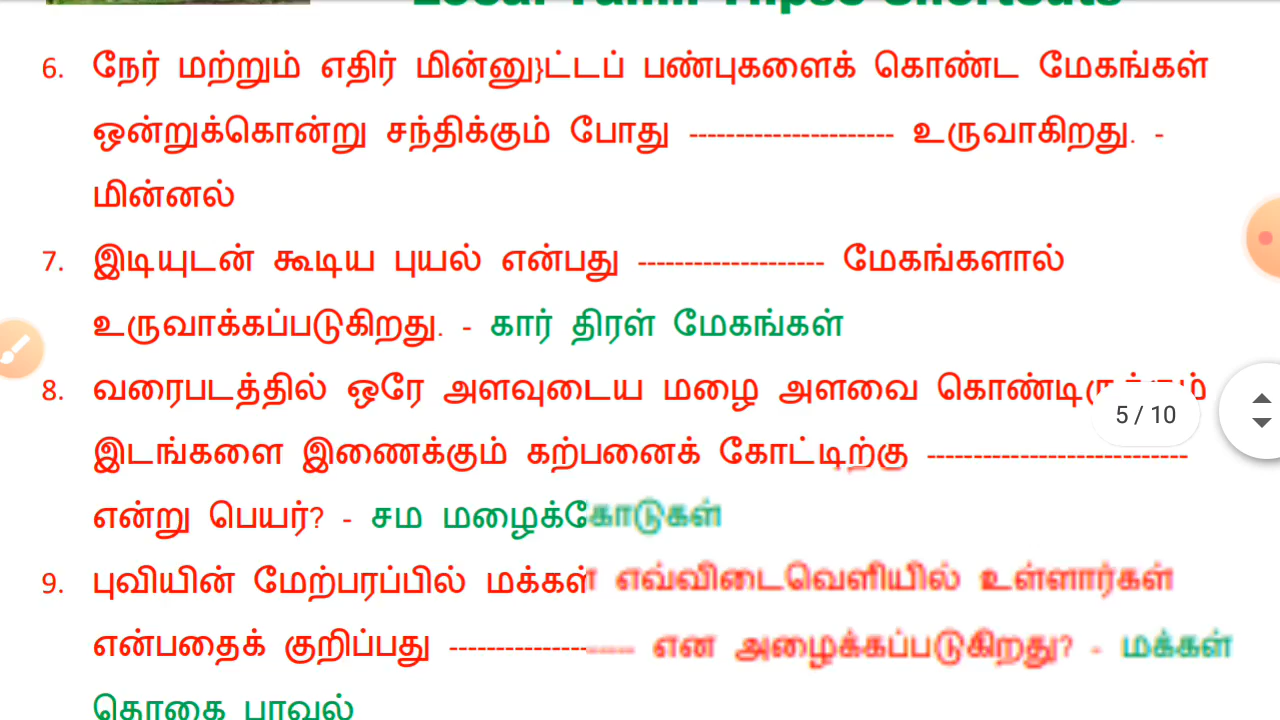 6. நேர் மற்றும் எதிர் மின்னு}ட்டப் பண்புகளைக் கொண்ட மேகங்கள்
ஒன்றுக்கொன்று சந்திக்கும் போது ---------------------- உருவாகிறது. -
மின்னல்
7. இடியுடன் கூடிய புயல் என்பது -------------------- மேகங்களால்
உருவாக்கப்படுகிறது. - கார் திரள் மேகங்கள்
8. வரைபடத்தில் ஒரே அளவுடைய மழை அளவை கொண்டிருக்கும்
5 / 10
இடங்களை இணைக்கும் கற்பனைக் கோட்டிற்கு ----------------------------
என்று பெயர்? - சம மழைக்கோடுகள்
9. புவியின் மேற்பரப்பில் மக்கள் எவ்விடைவெளியில் உள்ளார்கள்
என்பதைக் குறிப்பது -------------------- என அழைக்கப்படுகிறது? - மக்கள்
தொகை பரவல்